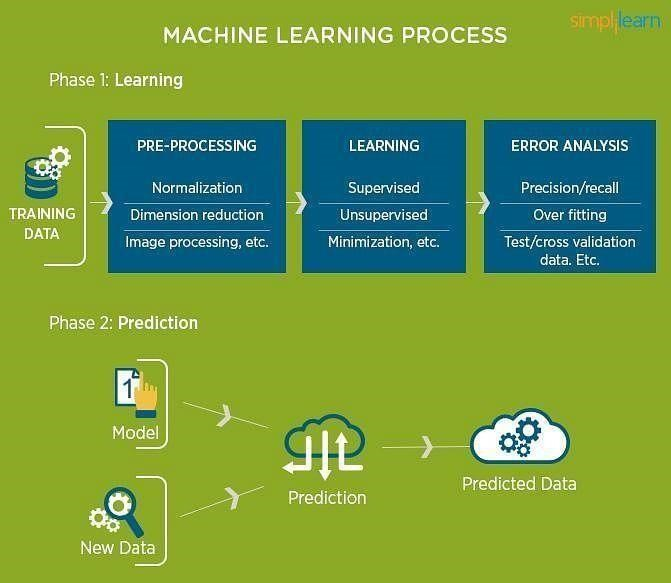 simplilearn
MACHINE LEARNING PROCESS
Phase 1: Learning
TRAINING
DATA
PRE-PROCESSING
Normalization
Dimension reduction
Image processing, etc.
LEARNING
Supervised
Unsupervised
Minimization, etc.
ERROR ANALYSIS
Precision/recall
Over fitting
Test/cross validation
data. Etc.
Phase 2: Prediction
1
Model
New Data
Prediction
Predicted Data